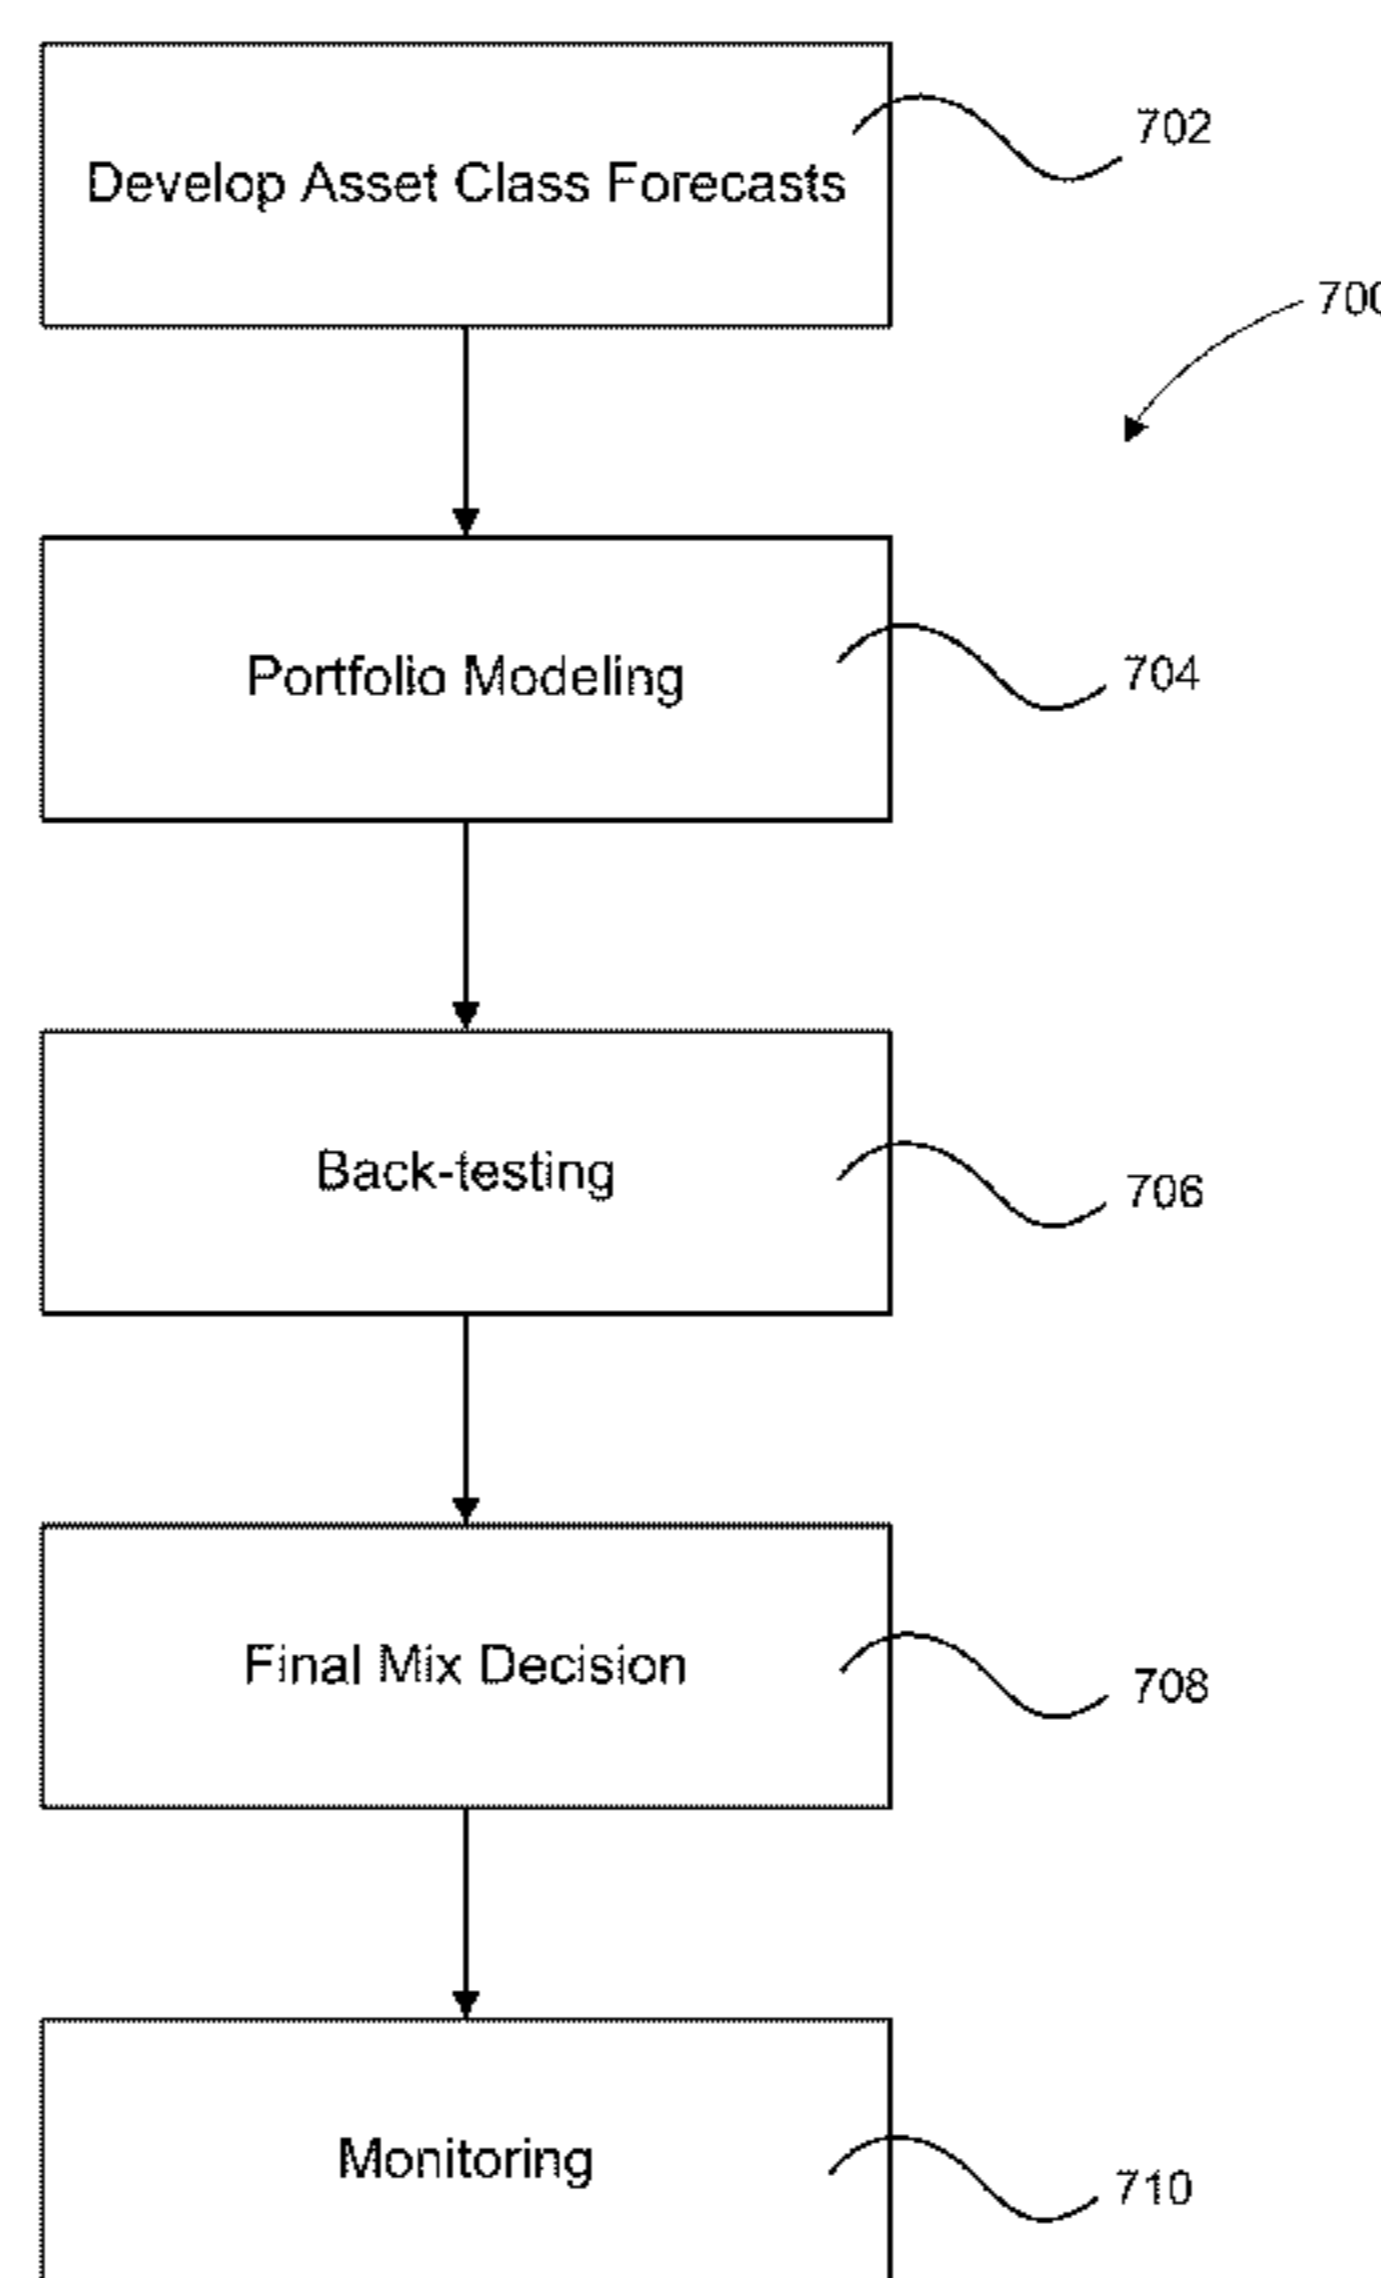 Develop Asset Class Forecasts
702
700
Portfolio Modeling
704
Back-testing
706
Final Mix Decision
708
Monitoring
710